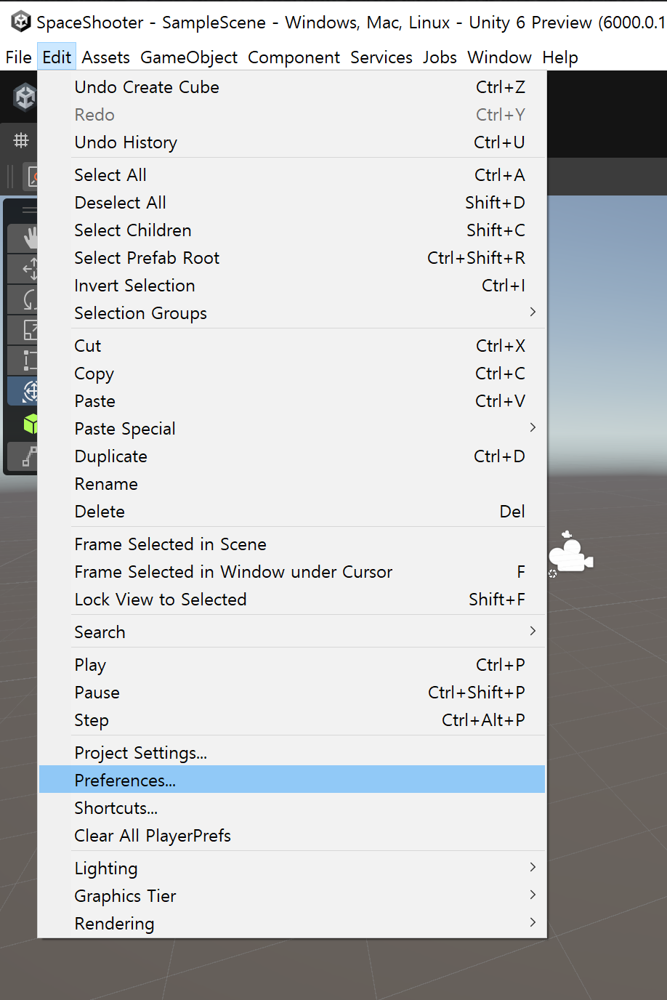 SpaceShooter - SampleScene - Windows, Mac, Linux - Unity 6 Preview (6000.0.1
File Edit Assets GameObject Component Services Jobs Window Help
Undo Create Cube Ctrl+Z
Redo Ctrl+Y
Undo History Ctrl+U
Select All Ctrl+A
Deselect All Shift+D
Select Children Shift+C
Select Prefab Root Ctrl+Shift+R
Invert Selection Ctrl+I
Selection Groups
Cut Ctrl+X
Copy Ctrl+C
Paste Ctrl+V
Paste Special
Duplicate Ctrl+D
Rename
Delete Del
Frame Selected in Scene
Frame Selected in Window under Cursor F
Lock View to Selected Shift+F
Search
Play Ctrl+P
Pause Ctrl+Shift+P
Step Ctrl+Alt+P
Project Settings...
Preferences...
Shortcuts...
Clear All PlayerPrefs
Lighting
Graphics Tier
Rendering